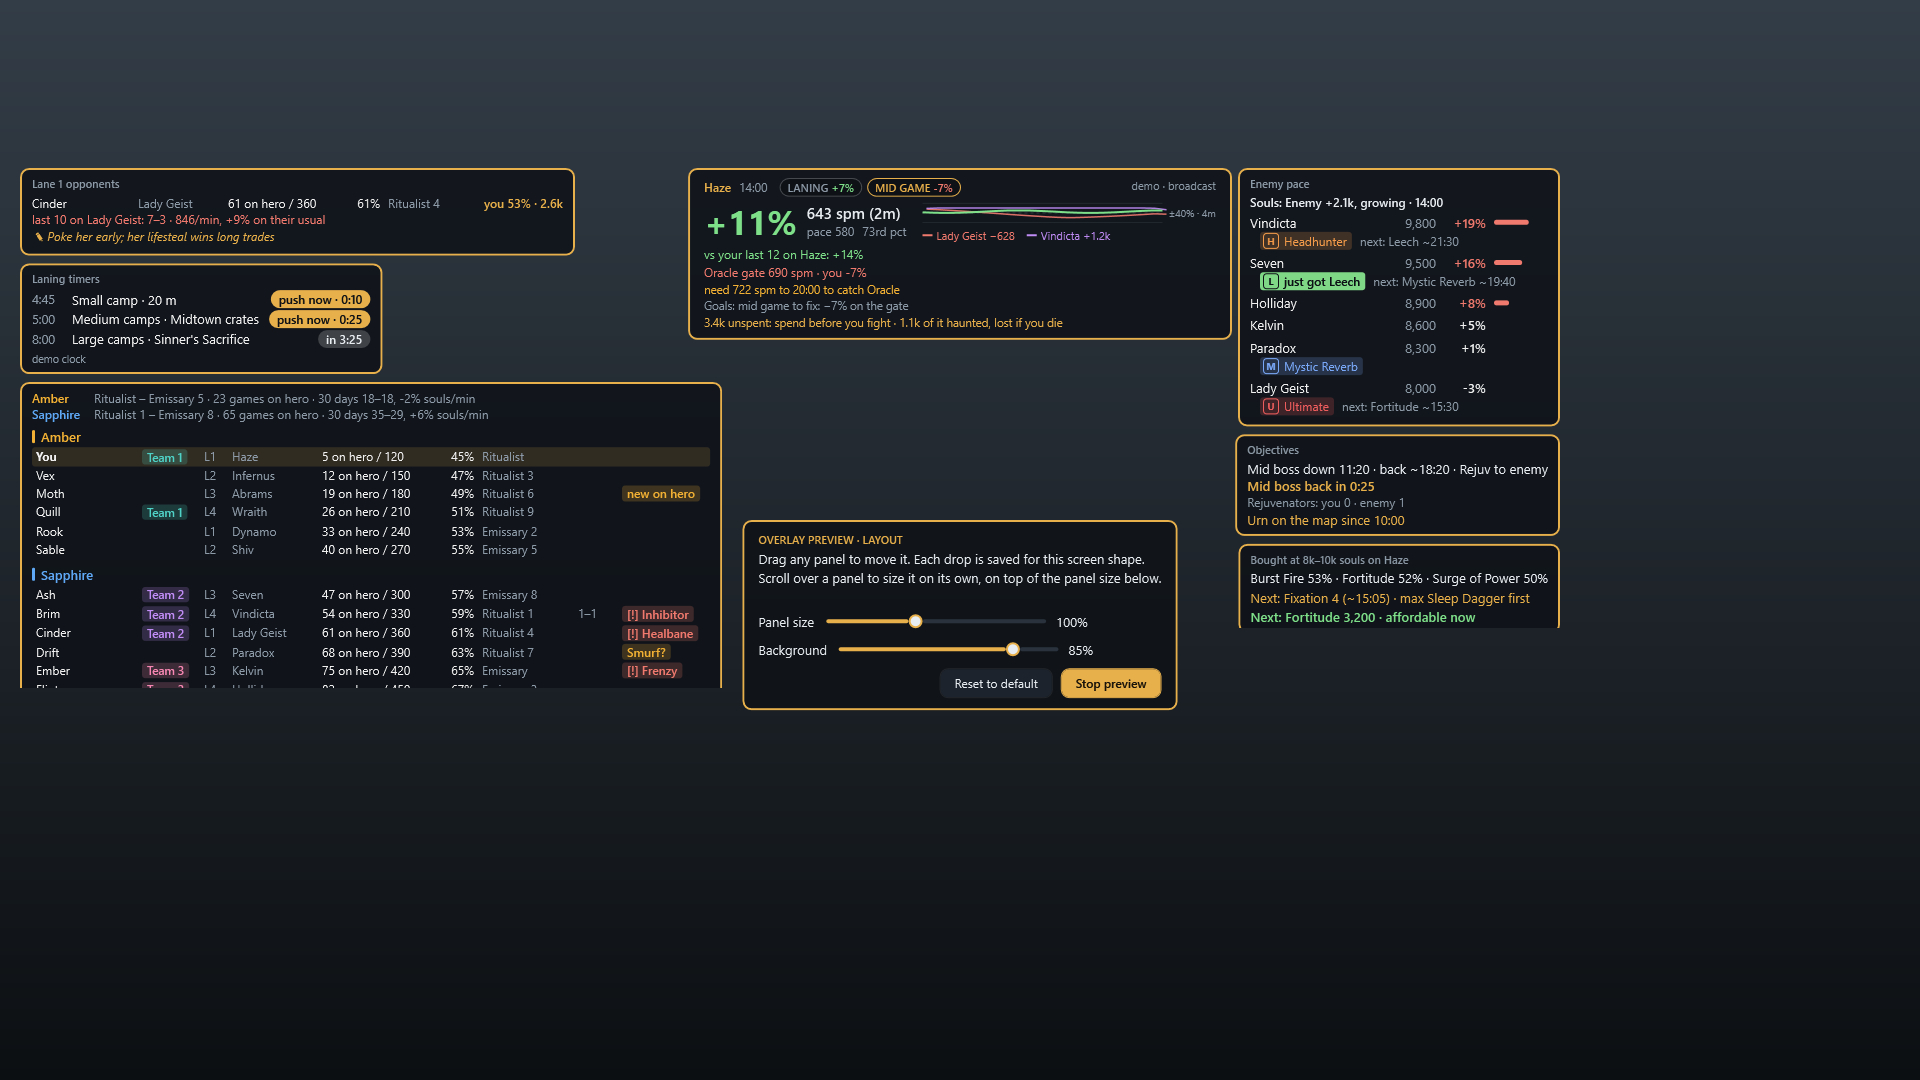 Lane 1 opponents
Cinder Lady Geist 61 on hero / 360 61% Ritualist 4 you 53% · 2.6k
last 10 on Lady Geist: 7–3 · 846/min, +9% on their usual
Poke her early; her lifesteal wins long trades
Laning timers
4:45 Small camp · 20 m push now · 0:10
5:00 Medium camps · Midtown crates push now · 0:25
8:00 Large camps · Sinner's Sacrifice in 3:25
demo clock
Amber Ritualist – Emissary 5 · 23 games on hero · 30 days 18–18, -2% souls/min
Sapphire Ritualist 1 – Emissary 8 · 65 games on hero · 30 days 35–29, +6% souls/min
Amber
You Team 1 L1 Haze 5 on hero / 120 45% Ritualist
Vex L2 Infernus 12 on hero / 150 47% Ritualist 3
Moth L3 Abrams 19 on hero / 180 49% Ritualist 6 new on hero
Quill Team 1 L4 Wraith 26 on hero / 210 51% Ritualist 9
Rook L1 Dynamo 33 on hero / 240 53% Emissary 2
Sable L2 Shiv 40 on hero / 270 55% Emissary 5
Sapphire
Ash Team 2 L3 Seven 47 on hero / 300 57% Emissary 8
Brim Team 2 L4 Vindicta 54 on hero / 330 59% Ritualist 1 1–1 [!] Inhibitor
Cinder Team 2 L1 Lady Geist 61 on hero / 360 61% Ritualist 4 [!] Healbane
Drift L2 Paradox 68 on hero / 390 63% Ritualist 7 Smurf?
Ember Team 3 L3 Kelvin 75 on hero / 420 65% Emissary [!] Frenzy
Haze 14:00 LANING +7% MID GAME -7% demo · broadcast
+11% 643 spm (2m) ±40% · 4m
pace 580 73rd pct Lady Geist −628 Vindicta +1.2k
vs your last 12 on Haze: +14%
Oracle gate 690 spm · you -7%
need 722 spm to 20:00 to catch Oracle
Goals: mid game to fix: −7% on the gate
3.4k unspent: spend before you fight · 1.1k of it haunted, lost if you die
OVERLAY PREVIEW · LAYOUT
Drag any panel to move it. Each drop is saved for this screen shape.
Scroll over a panel to size it on its own, on top of the panel size below.
Panel size 100%
Background 85%
Reset to default Stop preview
Enemy pace
Souls: Enemy +2.1k, growing · 14:00
Vindicta 9,800 +19%
H Headhunter next: Leech ~21:30
Seven 9,500 +16%
L just got Leech next: Mystic Reverb ~19:40
Holliday 8,900 +8%
Kelvin 8,600 +5%
Paradox 8,300 +1%
M Mystic Reverb
Lady Geist 8,000 -3%
U Ultimate next: Fortitude ~15:30
Objectives
Mid boss down 11:20 · back ~18:20 · Rejuv to enemy
Mid boss back in 0:25
Rejuvenators: you 0 · enemy 1
Urn on the map since 10:00
Bought at 8k–10k souls on Haze
Burst Fire 53% · Fortitude 52% · Surge of Power 50%
Next: Fixation 4 (~15:05) · max Sleep Dagger first
Next: Fortitude 3,200 · affordable now